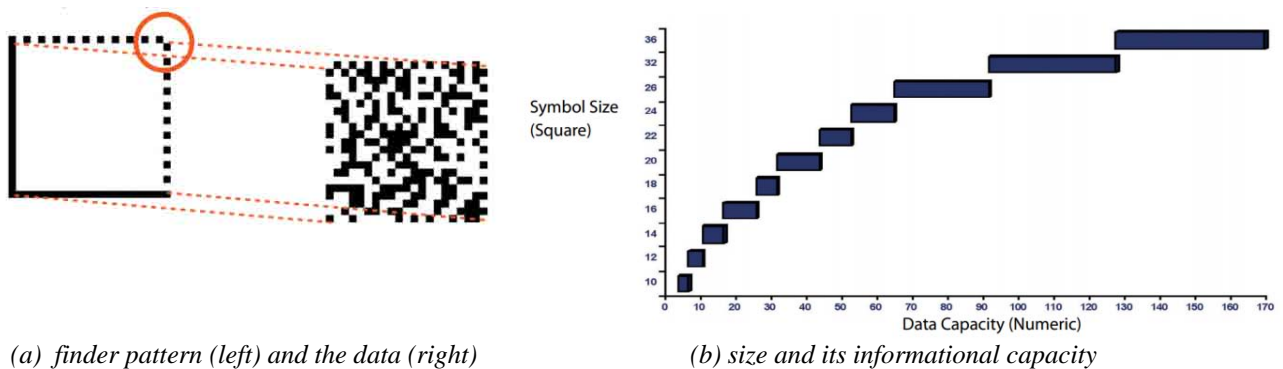 Symbol Size
(Square)
36
32
26
24
22
20
18
16
14
12
10
0 10 20 30 40 50 60 70 80 90 100 110 120 130 140 150 160 170
Data Capacity (Numeric)
(a) finder pattern (left) and the data (right)
(b) size and its informational capacity